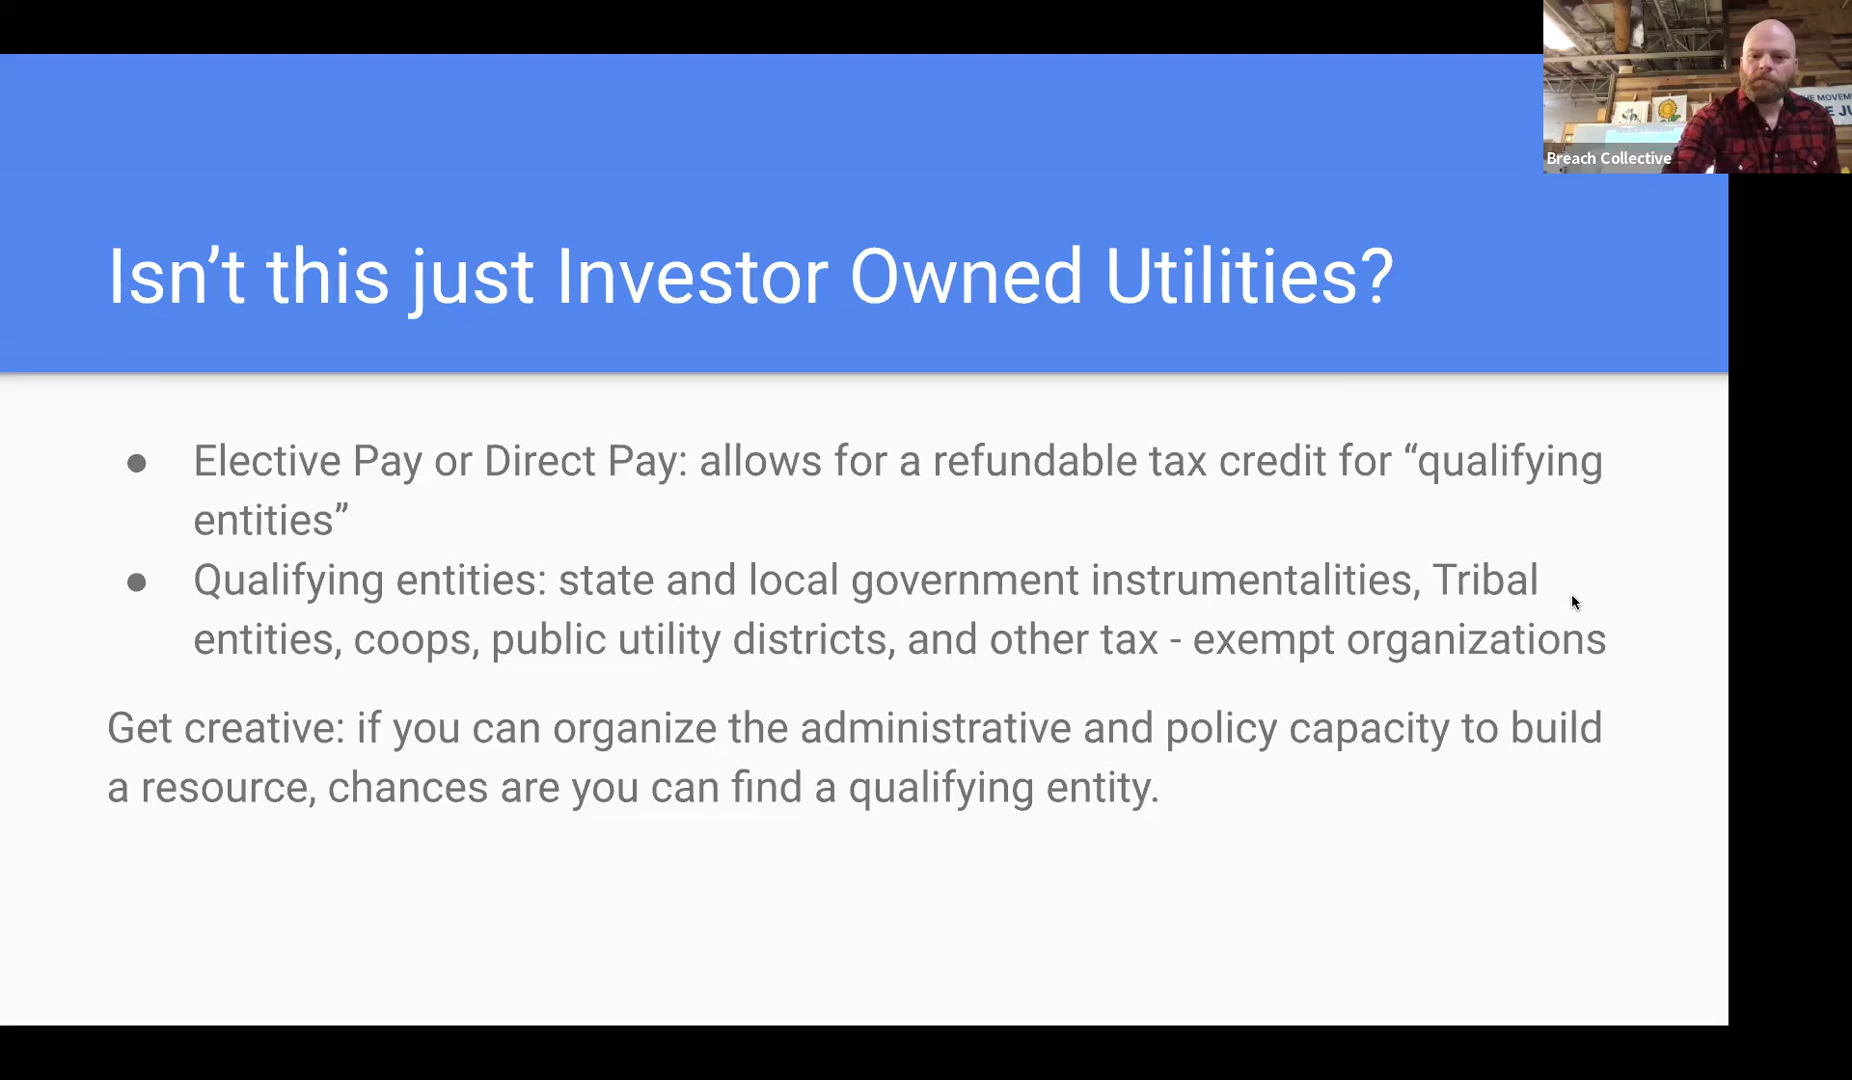 Breach Collective
Isn’t this just Investor Owned Utilities?
● Elective Pay or Direct Pay: allows for a refundable tax credit for “qualifying
entities”
● Qualifying entities: state and local government instrumentalities, Tribal
entities, coops, public utility districts, and other tax - exempt organizations
Get creative: if you can organize the administrative and policy capacity to build
a resource, chances are you can find a qualifying entity.